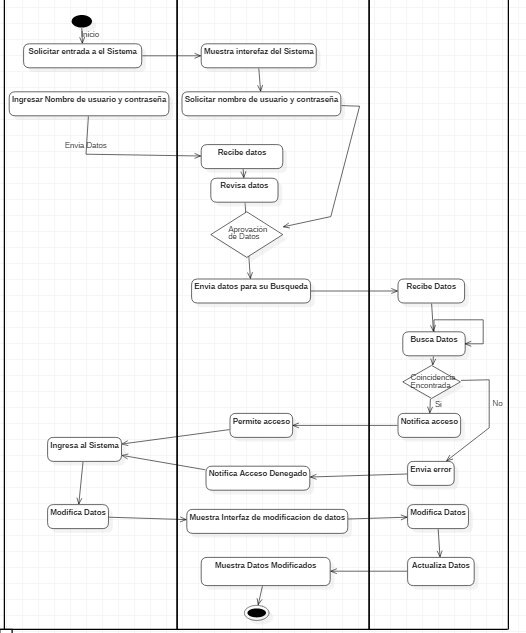 Inicio
Solicitar entrada a el Sistema
Muestra interefaz del Sistema
Ingresar Nombre de usuario y contraseña
Solicitar nombre de usuario y contraseña
Envia Datos
Recibe datos
Revisa datos
Aprovación
de Datos
Envia datos para su Busqueda
Recibe Datos
Busca Datos
Coincidencia
Encontrada
Si
No
Permite acceso
Notifica acceso
Ingresa al Sistema
Notifica Acceso Denegado
Envia error
Modifica Datos
Muestra Interfaz de modificacion de datos
Modifica Datos
Muestra Datos Modificados
Actualiza Datos